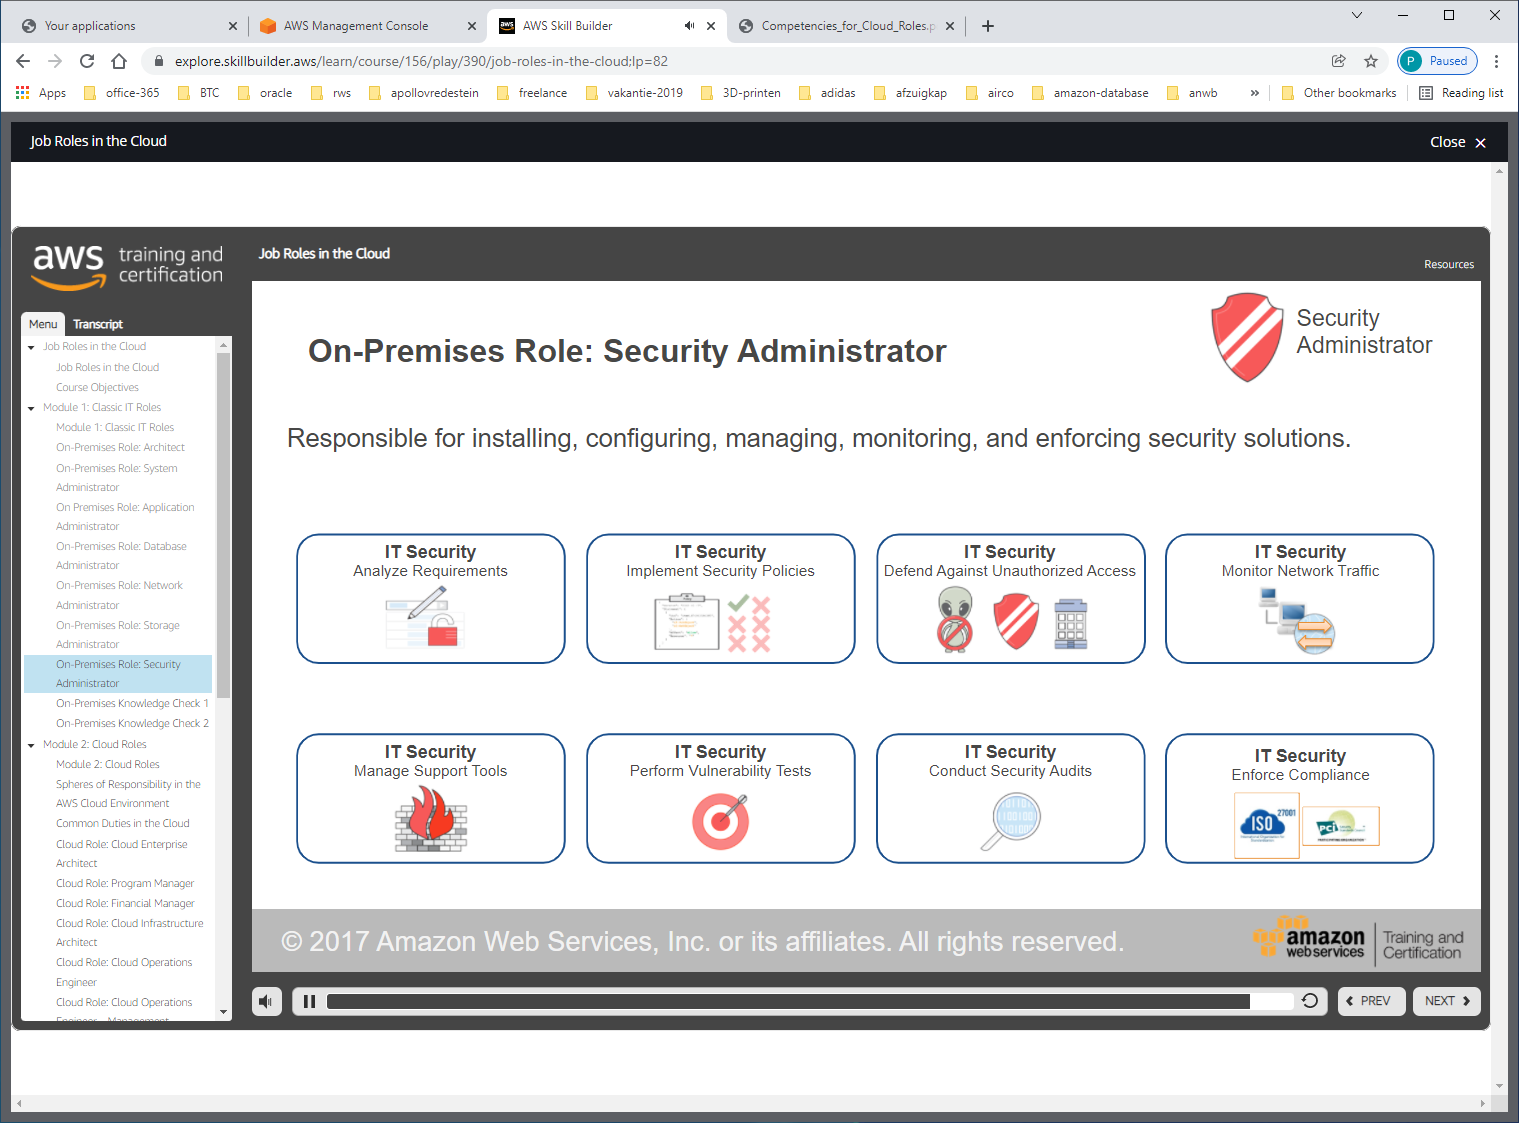 Your applications
AWS Management Console
AWS Skill Builder
Competencies_for_Cloud_Roles.p
explore.skillbuilder.aws/learn/course/156/play/390/job-roles-in-the-cloud;lp=82
P Paused
Apps office-365 BTC oracle rws apollovredestein freelance vakantie-2019 3D-printen adidas afzuigkap airco amazon-database anwb » Other bookmarks Reading list
Job Roles in the Cloud
Close
aws training and
certification
Job Roles in the Cloud
Resources
Menu Transcript
Job Roles in the Cloud
Job Roles in the Cloud
Course Objectives
Module 1: Classic IT Roles
Module 1: Classic IT Roles
On-Premises Role: Architect
On-Premises Role: System
Administrator
On Premises Role: Application
Administrator
On-Premises Role: Database
Administrator
On-Premises Role: Network
Administrator
On-Premises Role: Storage
Administrator
On-Premises Role: Security
Administrator
On-Premises Knowledge Check 1
On-Premises Knowledge Check 2
Module 2: Cloud Roles
Module 2: Cloud Roles
Spheres of Responsibility in the
AWS Cloud Environment
Common Duties in the Cloud
Cloud Role: Cloud Enterprise
Architect
Cloud Role: Program Manager
Cloud Role: Financial Manager
Cloud Role: Cloud Infrastructure
Architect
Cloud Role: Cloud Operations
Engineer
Cloud Role: Cloud Operations
On-Premises Role: Security Administrator
Security
Administrator
Responsible for installing, configuring, managing, monitoring, and enforcing security solutions.
IT Security
Analyze Requirements
IT Security
Implement Security Policies
IT Security
Defend Against Unauthorized Access
IT Security
Monitor Network Traffic
IT Security
Manage Support Tools
IT Security
Perform Vulnerability Tests
IT Security
Conduct Security Audits
IT Security
Enforce Compliance
ISO 27001
PCI
© 2017 Amazon Web Services, Inc. or its affiliates. All rights reserved.
amazon
webservices
Training and
Certification
PREV
NEXT